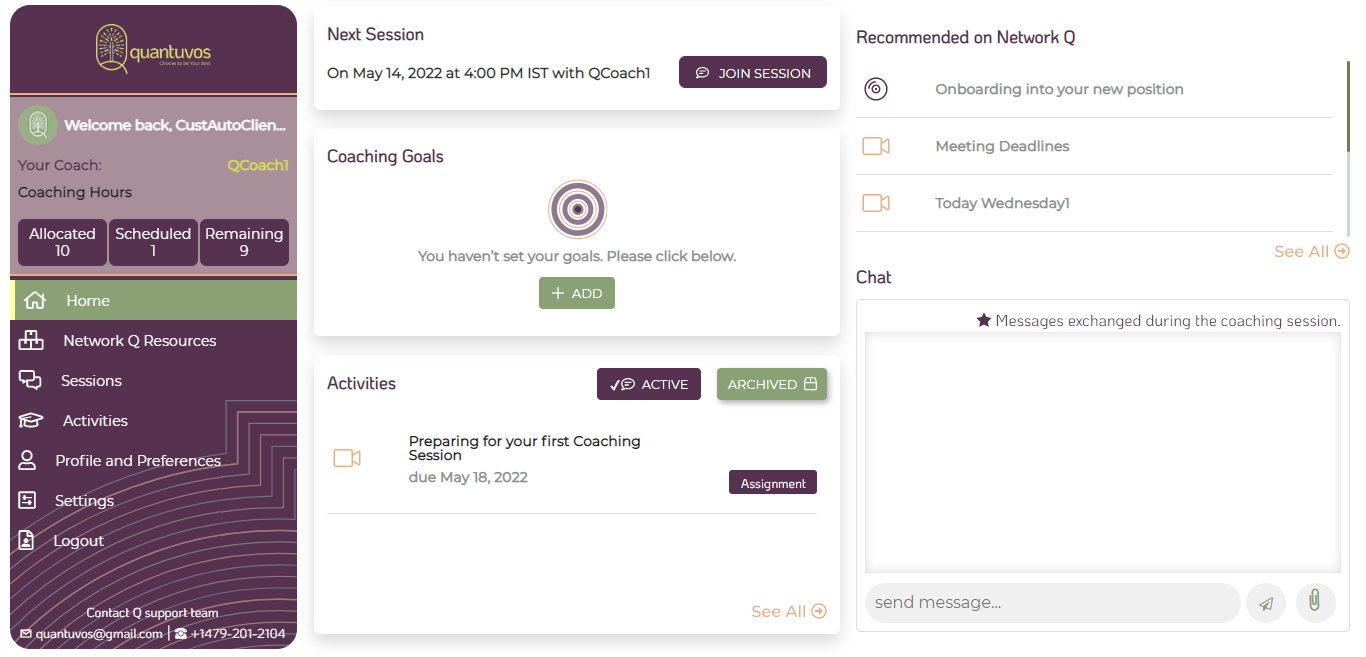 quantuvos
Choose to be Your Best
Welcome back, CustAutoClien...
Your Coach: QCoach1
Coaching Hours
Allocated
10
Scheduled
1
Remaining
9
Home
Network Q Resources
Sessions
Activities
Profile and Preferences
Settings
Logout
Contact Q support team
quantuvos@gmail.com | +1479-201-2104
Next Session
On May 14, 2022 at 4:00 PM IST with QCoach1
JOIN SESSION
Coaching Goals
You haven't set your goals. Please click below.
+ ADD
Activities
ACTIVE
ARCHIVED
Preparing for your first Coaching
Session
due May 18, 2022
Assignment
See All
Recommended on Network Q
Onboarding into your new position
Meeting Deadlines
Today Wednesday1
See All
Chat
Messages exchanged during the coaching session.
send message...